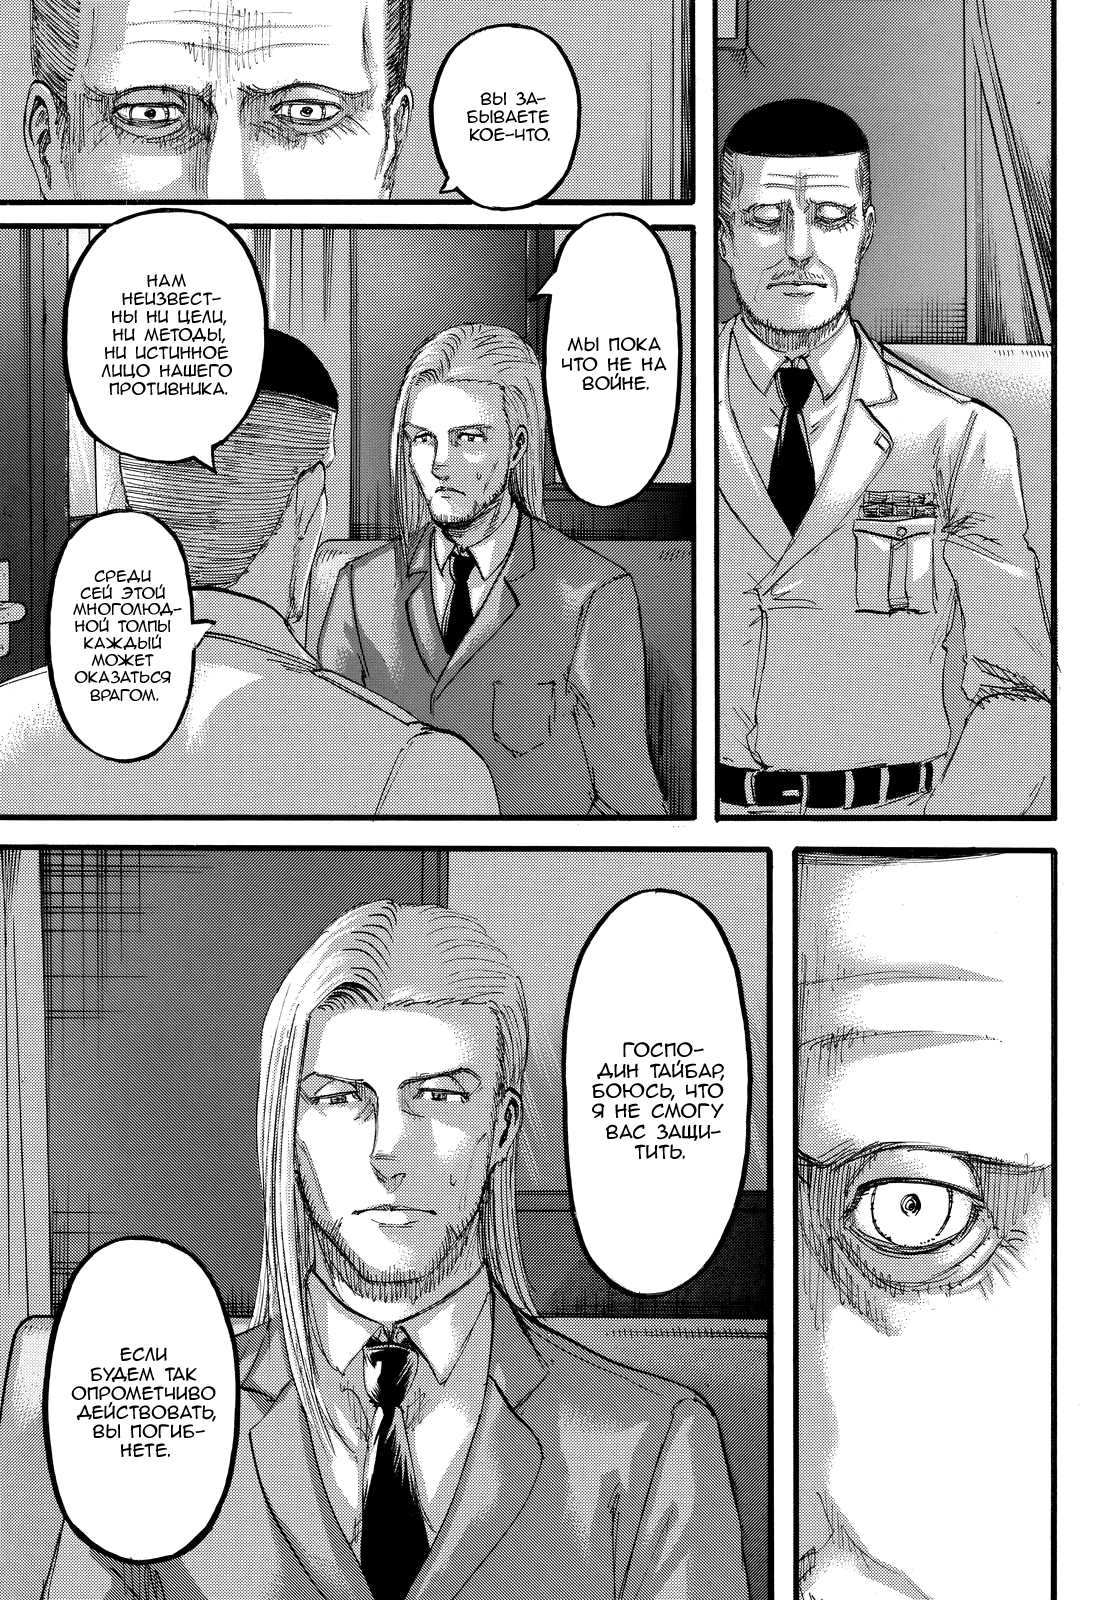 ВЫ ЗА-
БЫВАЕТЕ
КОЕ-ЧТО.
МЫ ПОКА
ЧТО НЕ НА
ВОЙНЕ.
НАМ
НЕИЗВЕСТ-
НЫ НИ ЦЕЛИ,
НИ МЕТОДЫ,
НИ ИСТИННОЕ
ЛИЦО НАШЕГО
ПРОТИВНИКА.
СРЕДИ
СЕЙ ЭТОЙ
МНОГОЛЮД-
НОЙ ТОЛПЫ
КАЖДЫЙ
МОЖЕТ
ОКАЗАТЬСЯ
ВРАГОМ.
ГОСПО-
ДИН ТАЙБАР,
БОЮСЬ, ЧТО
Я НЕ СМОГУ
ВАС ЗАЩИ-
ТИТЬ.
ЕСЛИ
БУДЕМ ТАК
ОПРОМЕТЧИВО
ДЕЙСТВОВАТЬ,
ВЫ ПОГИБ-
НЕТЕ.